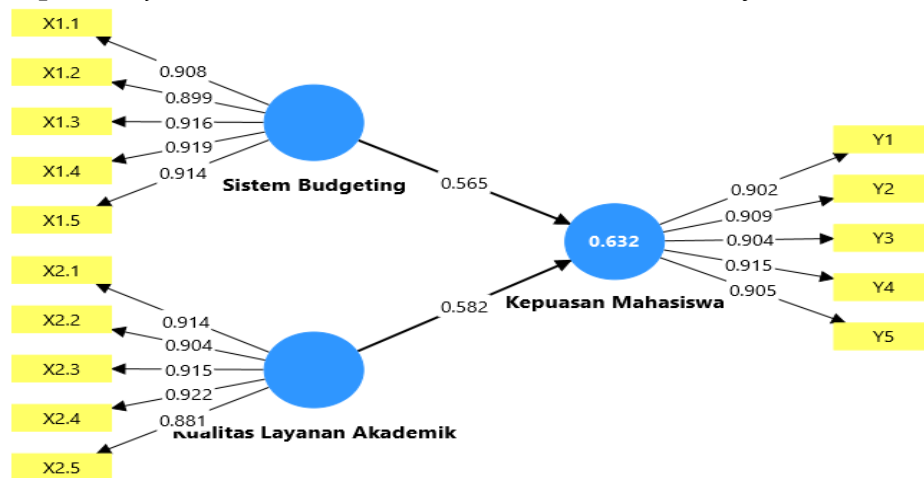 X1.1
X1.2
X1.3
X1.4
X1.5
0.908
0.899
0.916
0.919
0.914
Sistem Budgeting
0.565
X2.1
X2.2
X2.3
X2.4
X2.5
0.914
0.904
0.915
0.922
0.881
Kualitas Layanan Akademik
0.582
0.632
Kepuasan Mahasiswa
0.902
0.909
0.904
0.915
0.905
Y1
Y2
Y3
Y4
Y5